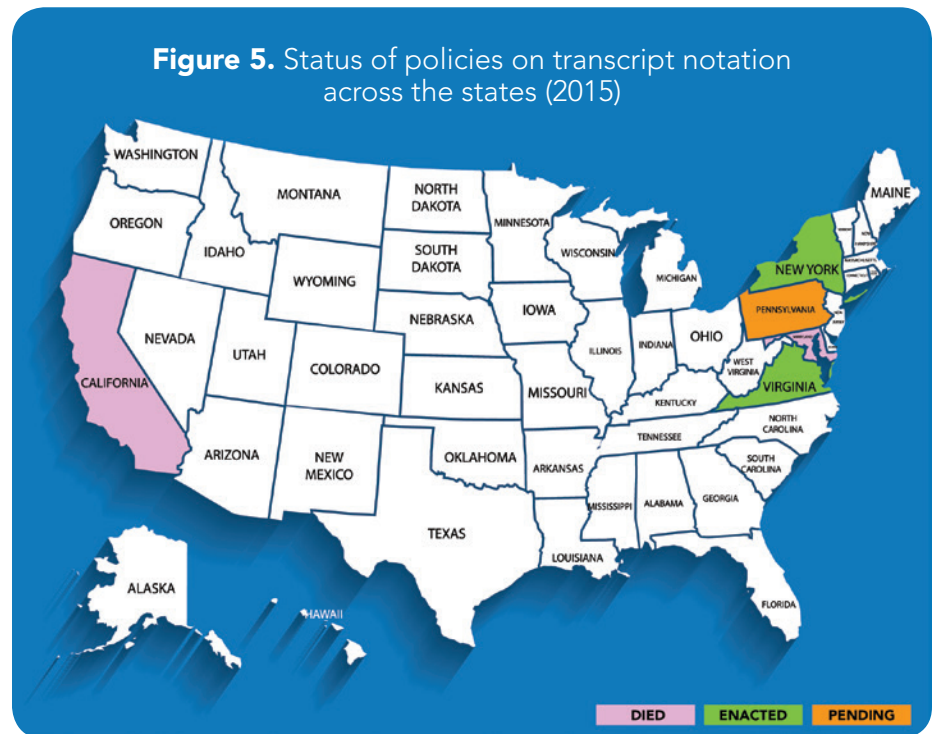 Figure 5. Status of policies on transcript notation
across the states (2015)
WASHINGTON
MONTANA
NORTH
DAKOTA
MINNESOTA
MAINE
OREGON
IDAHO
SOUTH
DAKOTA
WISCONSIN
MICHIGAN
NEW YORK
WYOMING
IOWA
PENNSYLVANIA
NEBRASKA
NEVADA
UTAH
COLORADO
ILLINOIS
INDIANA
OHIO
WEST
VIRGINIA
CALIFORNIA
KANSAS
MISSOURI
VIRGINIA
KENTUCKY
NORTH
CAROLINA
TENNESSEE
ARIZONA
NEW
MEXICO
OKLAHOMA
ARKANSAS
SOUTH
CAROLINA
MISSISSIPPI
ALABAMA
GEORGIA
TEXAS
LOUISIANA
ALASKA
HAWAII
FLORIDA
DIED
ENACTED
PENDING